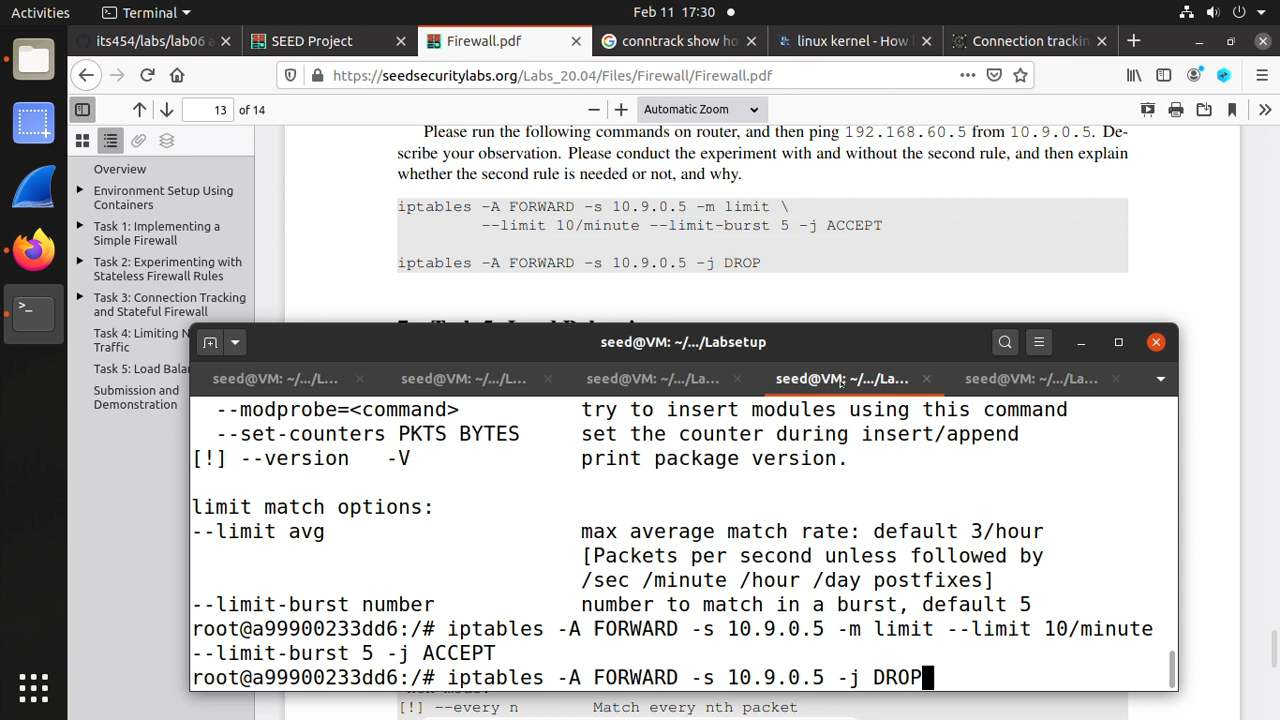 Activities
Terminal
Feb 11 17:30
its454/labs/lab06 a
SEED Project
Firewall.pdf
conntrack show ho
linux kernel - How
Connection trackin
https://seedsecuritylabs.org/Labs_20.04/Files/Firewall/Firewall.pdf
13 of 14
Automatic Zoom
Overview
Environment Setup Using
Containers
Task 1: Implementing a
Simple Firewall
Task 2: Experimenting with
Stateless Firewall Rules
Task 3: Connection Tracking
and Stateful Firewall
Task 4: Limiting N
Traffic
Task 5: Load Balan
Submission and
Demonstration
Please run the following commands on router, and then ping 192.168.60.5 from 10.9.0.5. De-
scribe your observation. Please conduct the experiment with and without the second rule, and then explain
whether the second rule is needed or not, and why.
iptables -A FORWARD -s 10.9.0.5 -m limit \
--limit 10/minute --limit-burst 5 -j ACCEPT
iptables -A FORWARD -s 10.9.0.5 -j DROP
seed@VM: ~/.../Labsetup
seed@VM: ~/.../L...
seed@VM: ~/.../L...
seed@VM: ~/.../La...
seed@VM: ~/.../La...
seed@VM: ~/.../La...
--modprobe=<command> try to insert modules using this command
--set-counters PKTS BYTES set the counter during insert/append
[!] --version -V print package version.
limit match options:
--limit avg max average match rate: default 3/hour
[Packets per second unless followed by
/sec /minute /hour /day postfixes]
--limit-burst number number to match in a burst, default 5
root@a99900233dd6:/# iptables -A FORWARD -s 10.9.0.5 -m limit --limit 10/minute
--limit-burst 5 -j ACCEPT
root@a99900233dd6:/# iptables -A FORWARD -s 10.9.0.5 -j DROP
[!] --every n Match every nth packet